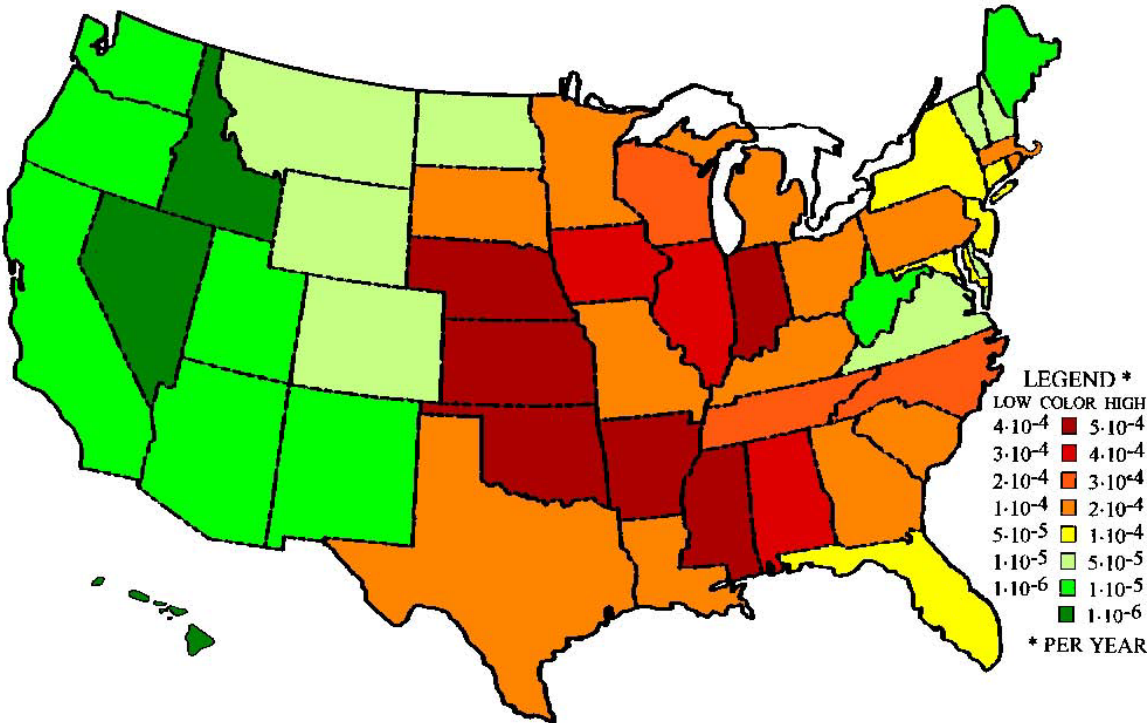 LEGEND *
LOW COLOR HIGH
4·10⁻⁴ 5·10⁻⁴
3·10⁻⁴ 4·10⁻⁴
2·10⁻⁴ 3·10⁻⁴
1·10⁻⁴ 2·10⁻⁴
5·10⁻⁵ 1·10⁻⁴
1·10⁻⁵ 5·10⁻⁵
1·10⁻⁶ 1·10⁻⁵
1·10⁻⁶
* PER YEAR